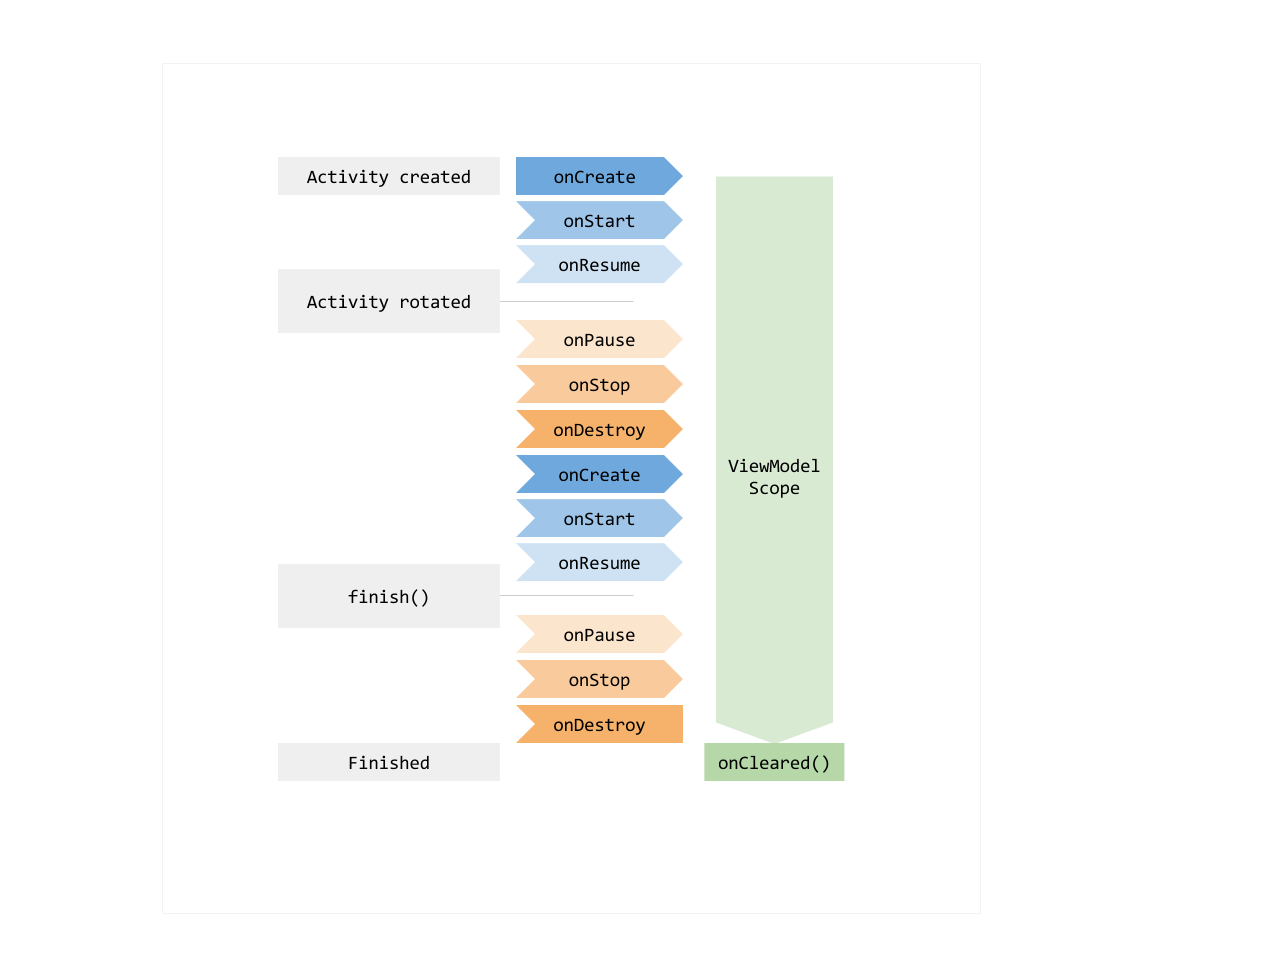 Activity created
onCreate
onStart
onResume
Activity rotated
onPause
onStop
onDestroy
onCreate
onStart
onResume
finish()
onPause
onStop
onDestroy
Finished
ViewModel
Scope
onCleared()